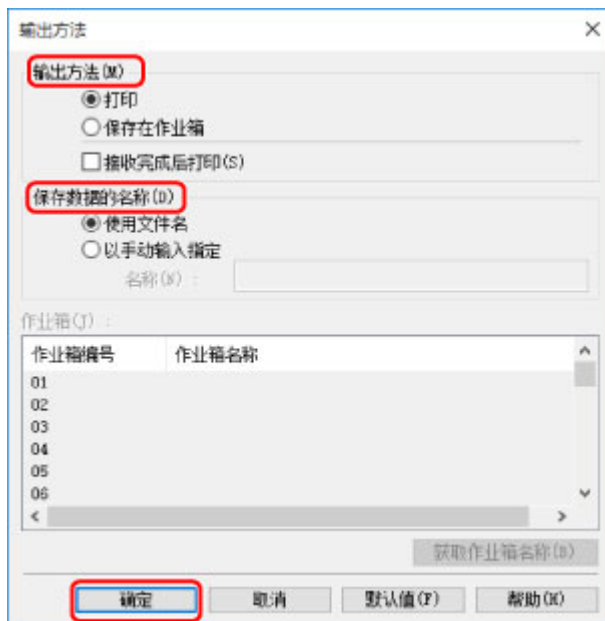 输出方法
输出方法(M)
打印
保存在作业箱
接收完成后打印(S)
保存数据的名称(D)
使用文件名
以手动输入指定
名称(N) :
作业箱(J) :
作业箱编号 作业箱名称
01
02
03
04
05
06
获取作业箱名称(B)
确定 取消 默认值(F) 帮助(H)